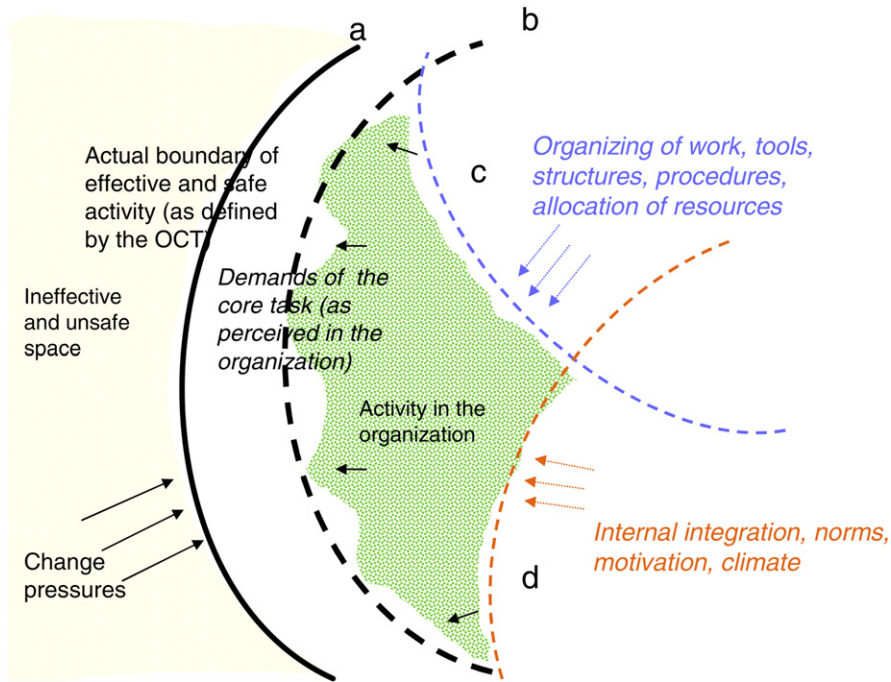 a
b
Actual boundary of
effective and safe
activity (as defined
by the OCT)
c
Organizing of work, tools,
structures, procedures,
allocation of resources
Ineffective
and unsafe
space
Demands of the
core task (as
perceived in the
organization)
Activity in the
organization
Change
pressures
Internal integration, norms,
motivation, climate
d